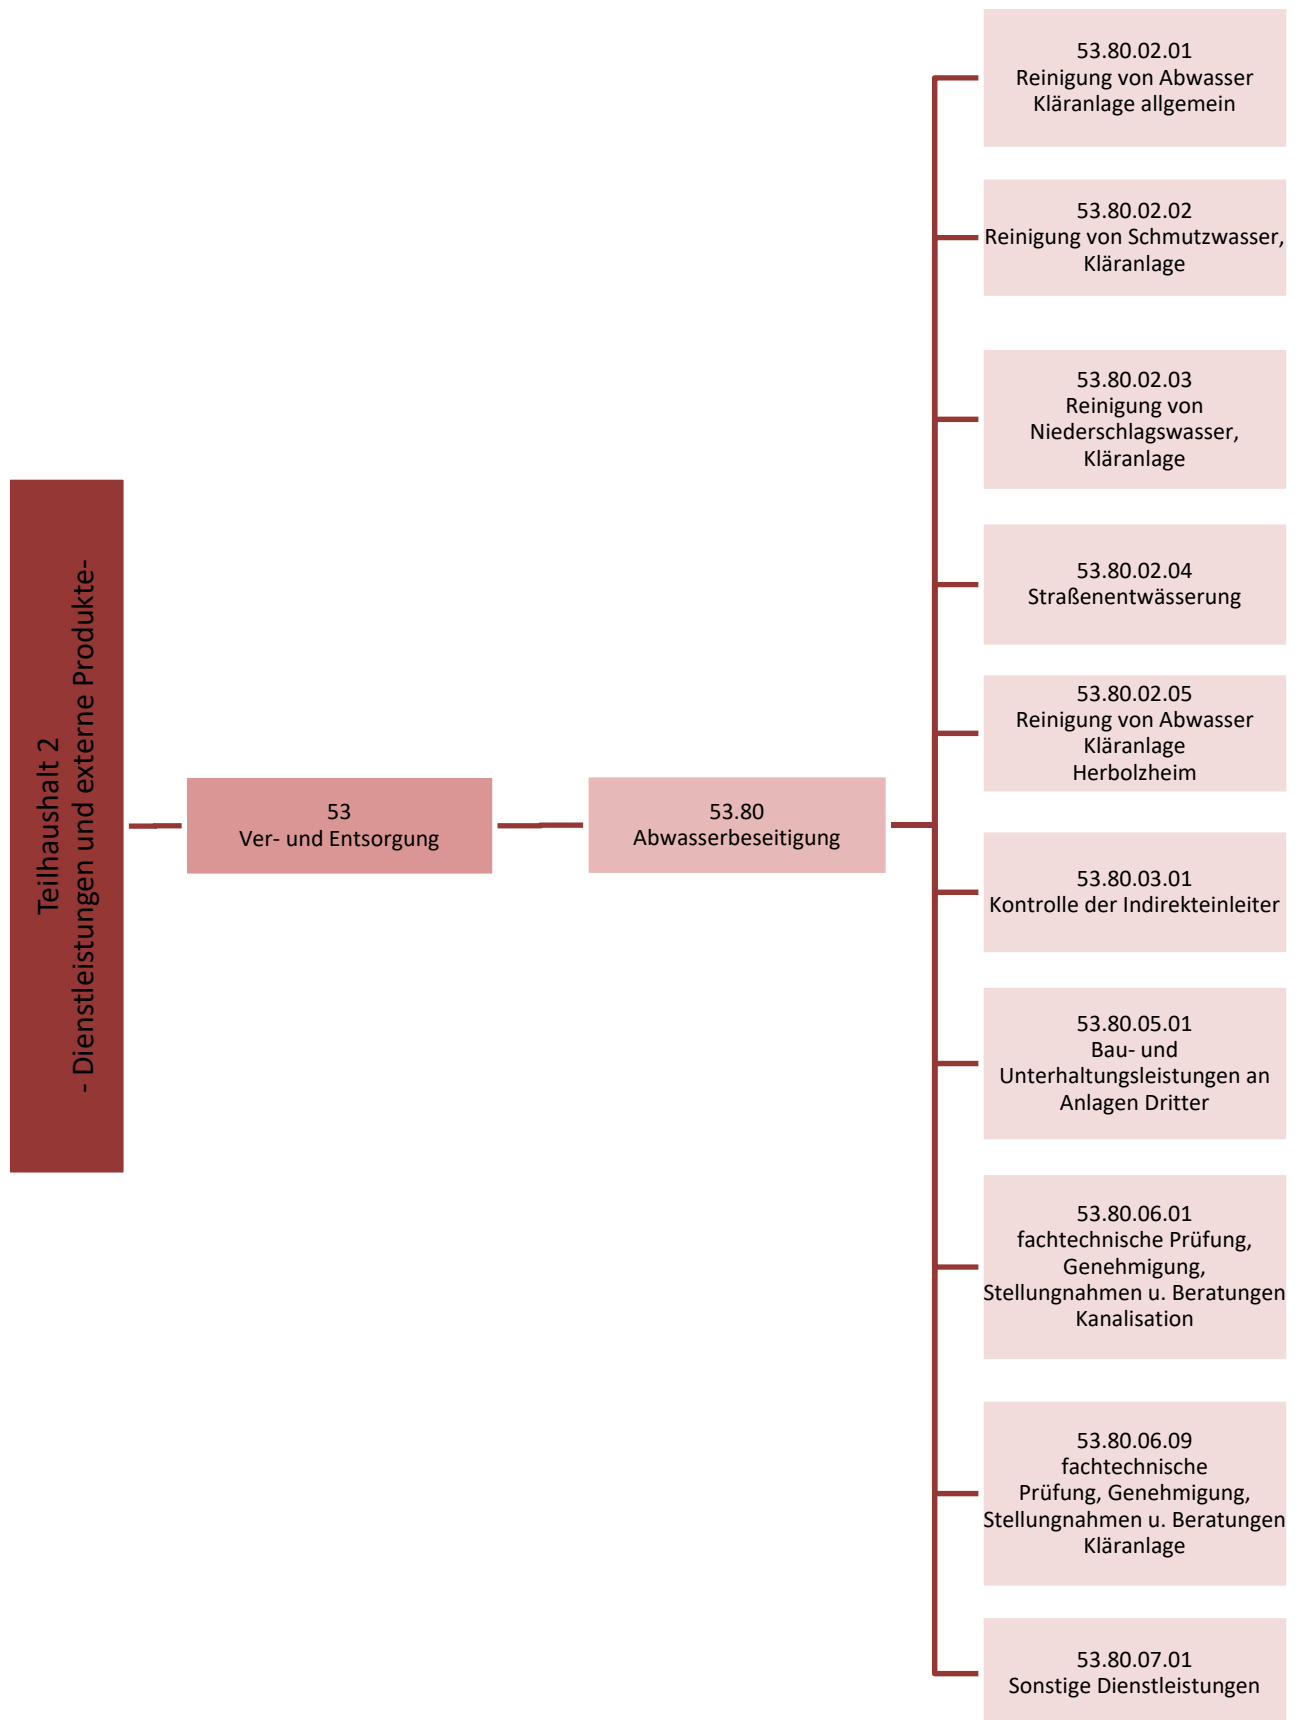 Teilhaushalt 2
- Dienstleistungen und externe Produkte-
53
Ver- und Entsorgung
53.80
Abwasserbeseitigung
53.80.02.01
Reinigung von Abwasser
Kläranlage allgemein
53.80.02.02
Reinigung von Schmutzwasser,
Kläranlage
53.80.02.03
Reinigung von
Niederschlagswasser,
Kläranlage
53.80.02.04
Straßenentwässerung
53.80.02.05
Reinigung von Abwasser
Kläranlage
Herbolzheim
53.80.03.01
Kontrolle der Indirekteinleiter
53.80.05.01
Bau- und
Unterhaltungsleistungen an
Anlagen Dritter
53.80.06.01
fachtechnische Prüfung,
Genehmigung,
Stellungnahmen u. Beratungen
Kanalisation
53.80.06.09
fachtechnische
Prüfung, Genehmigung,
Stellungnahmen u. Beratungen
Kläranlage
53.80.07.01
Sonstige Dienstleistungen